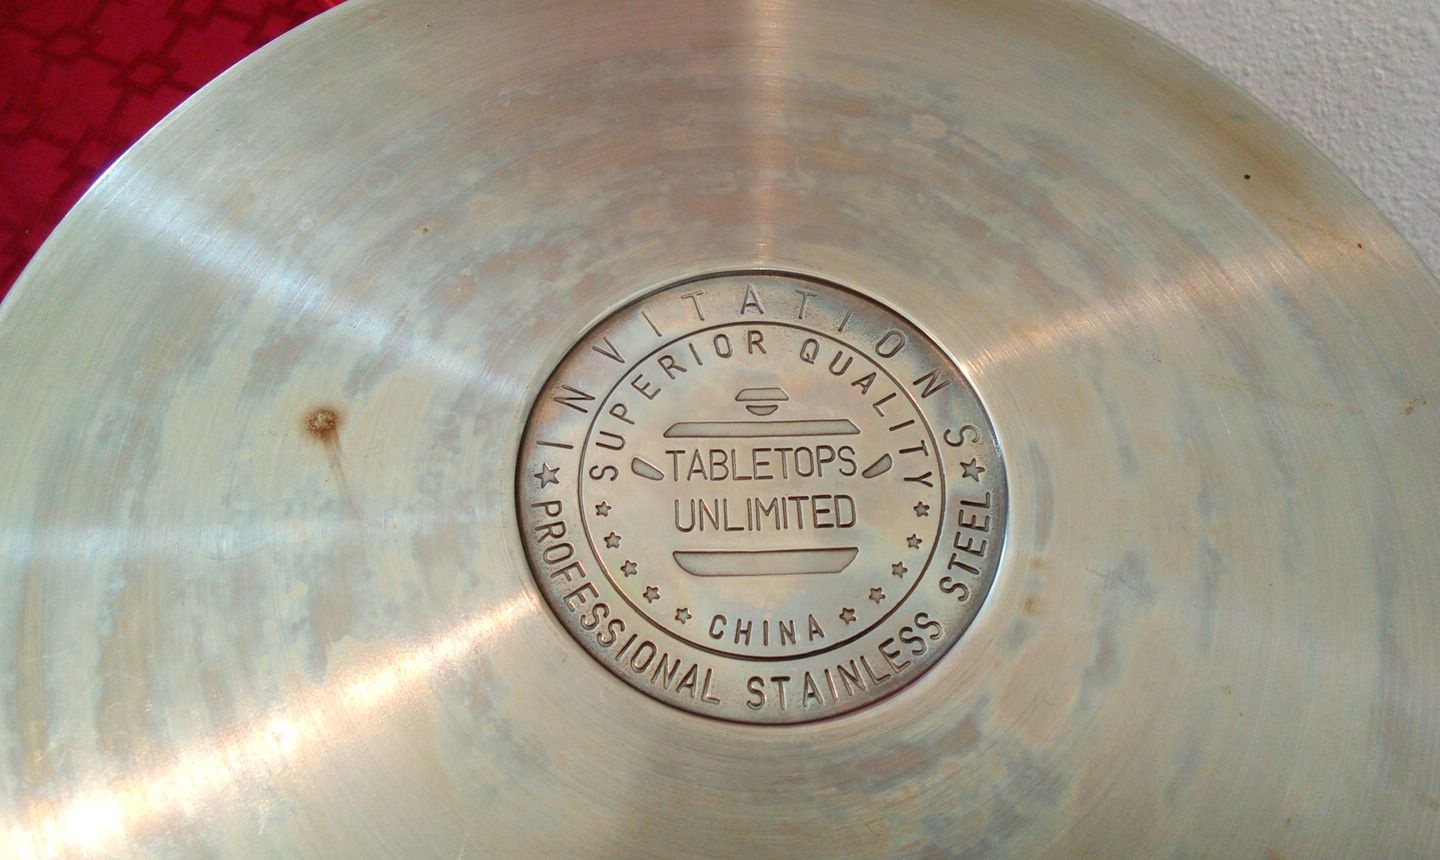 INVITATIONS
SUPERIOR QUALITY
TABLETOPS
UNLIMITED
CHINA
PROFESSIONAL STAINLESS STEEL